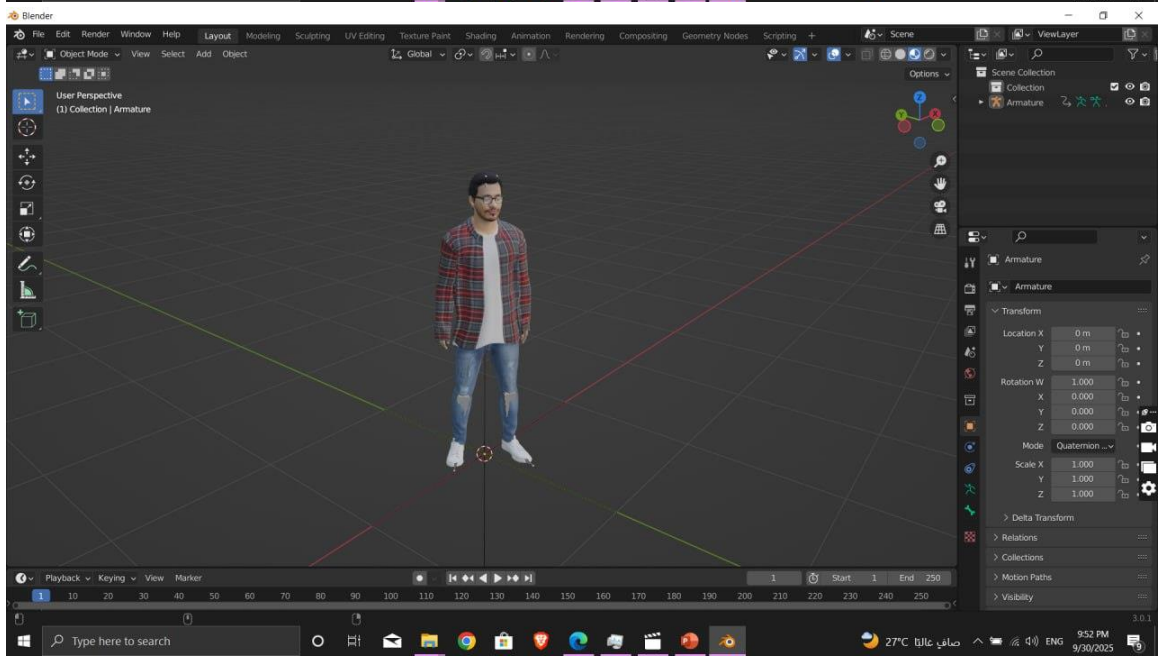 Blender
File Edit Render Window Help Layout Modeling Sculpting UV Editing Texture Paint Shading Animation Rendering Compositing Geometry Nodes Scripting + Scene ViewLayer
Object Mode View Select Add Object Global
Options
User Perspective
(1) Collection | Armature
Z
Y
X
Scene Collection
Collection
Armature
Armature
Armature
Transform
Location X 0 m
Y 0 m
Z 0 m
Rotation W 1.000
X 0.000
Y 0.000
Z 0.000
Mode Quaternion ...
Scale X 1.000
Y 1.000
Z 1.000
Delta Transform
Relations
Collections
Motion Paths
Visibility
Playback Keying View Marker 1 Start 1 End 250
1 10 20 30 40 50 60 70 80 90 100 110 120 130 140 150 160 170 180 190 200 210 220 230 240 250
3.0.1
Type here to search 27°C صافٍ غالبًا ENG 9:52 PM
9/30/2025
9